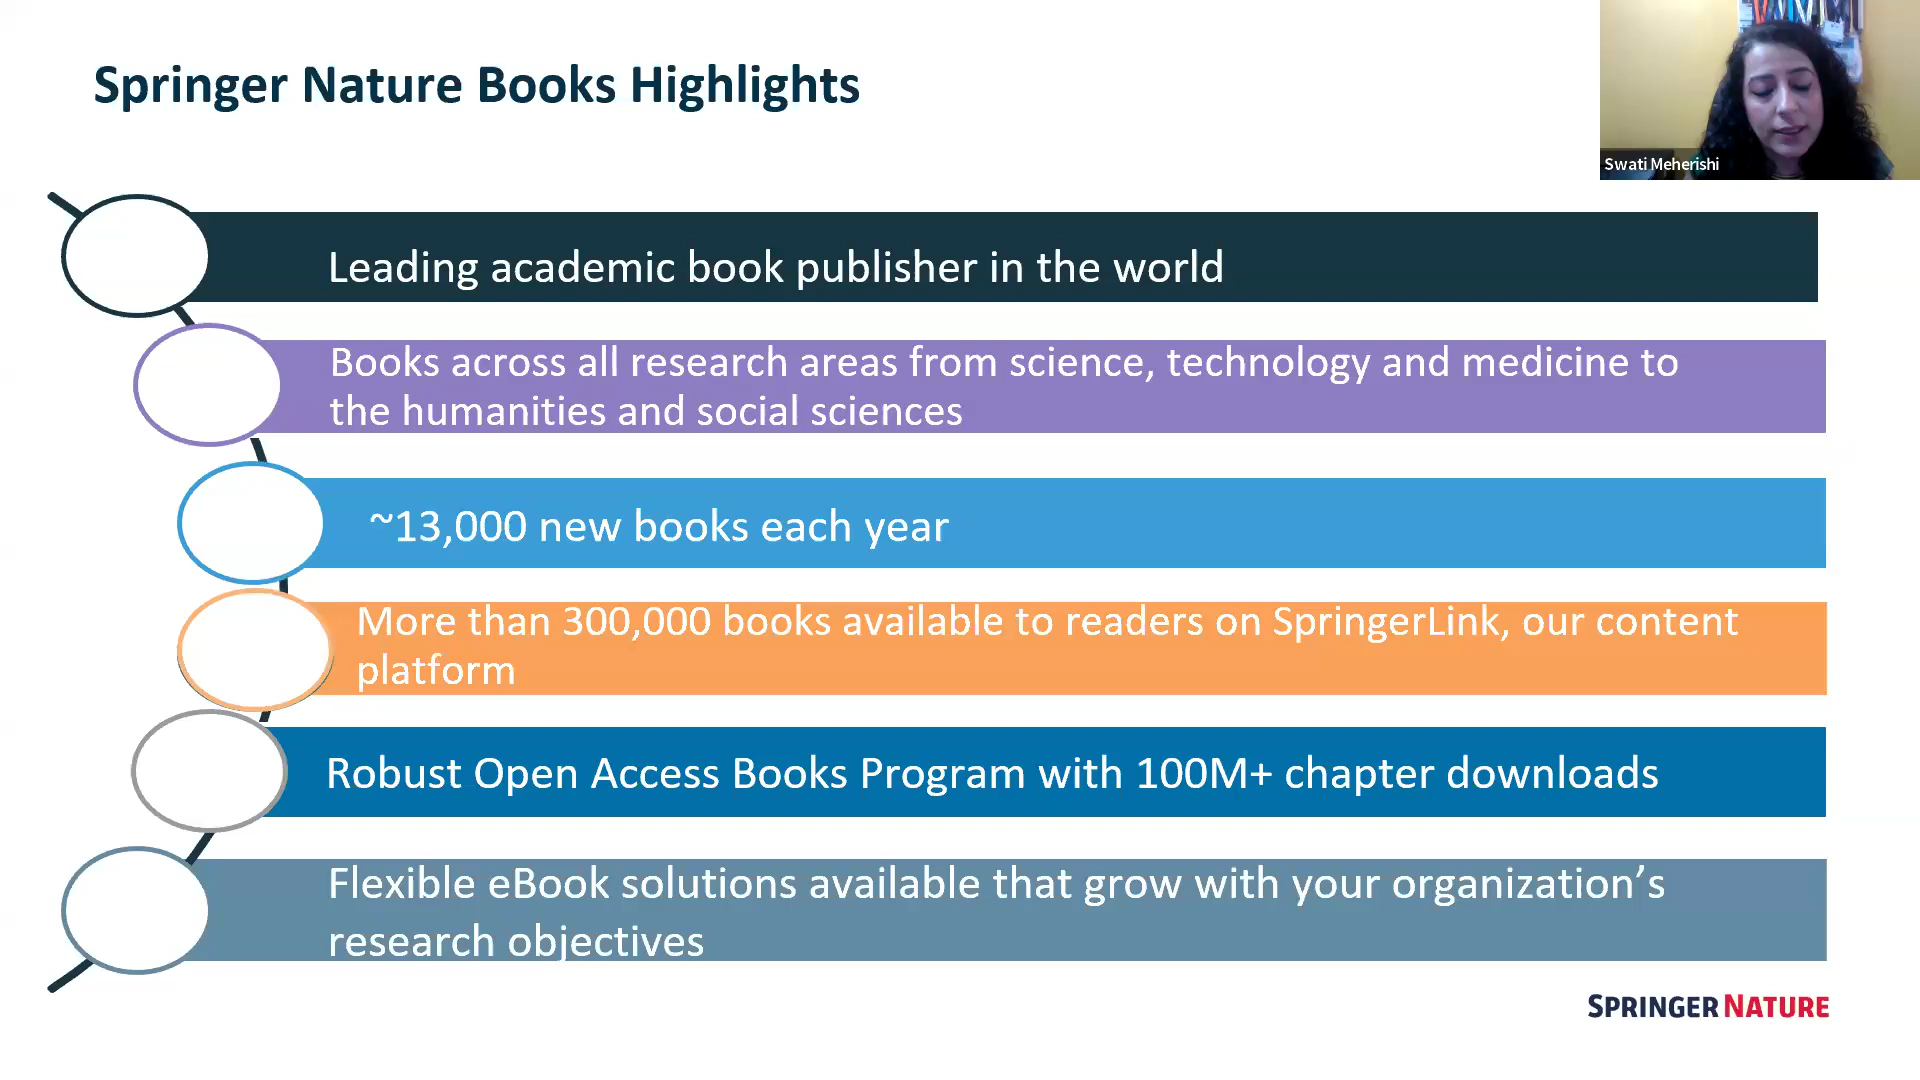 Springer Nature Books Highlights
Swati Meherishi
Leading academic book publisher in the world
Books across all research areas from science, technology and medicine to
the humanities and social sciences
~13,000 new books each year
More than 300,000 books available to readers on SpringerLink, our content
platform
Robust Open Access Books Program with 100M+ chapter downloads
Flexible eBook solutions available that grow with your organization’s
research objectives
SPRINGER NATURE